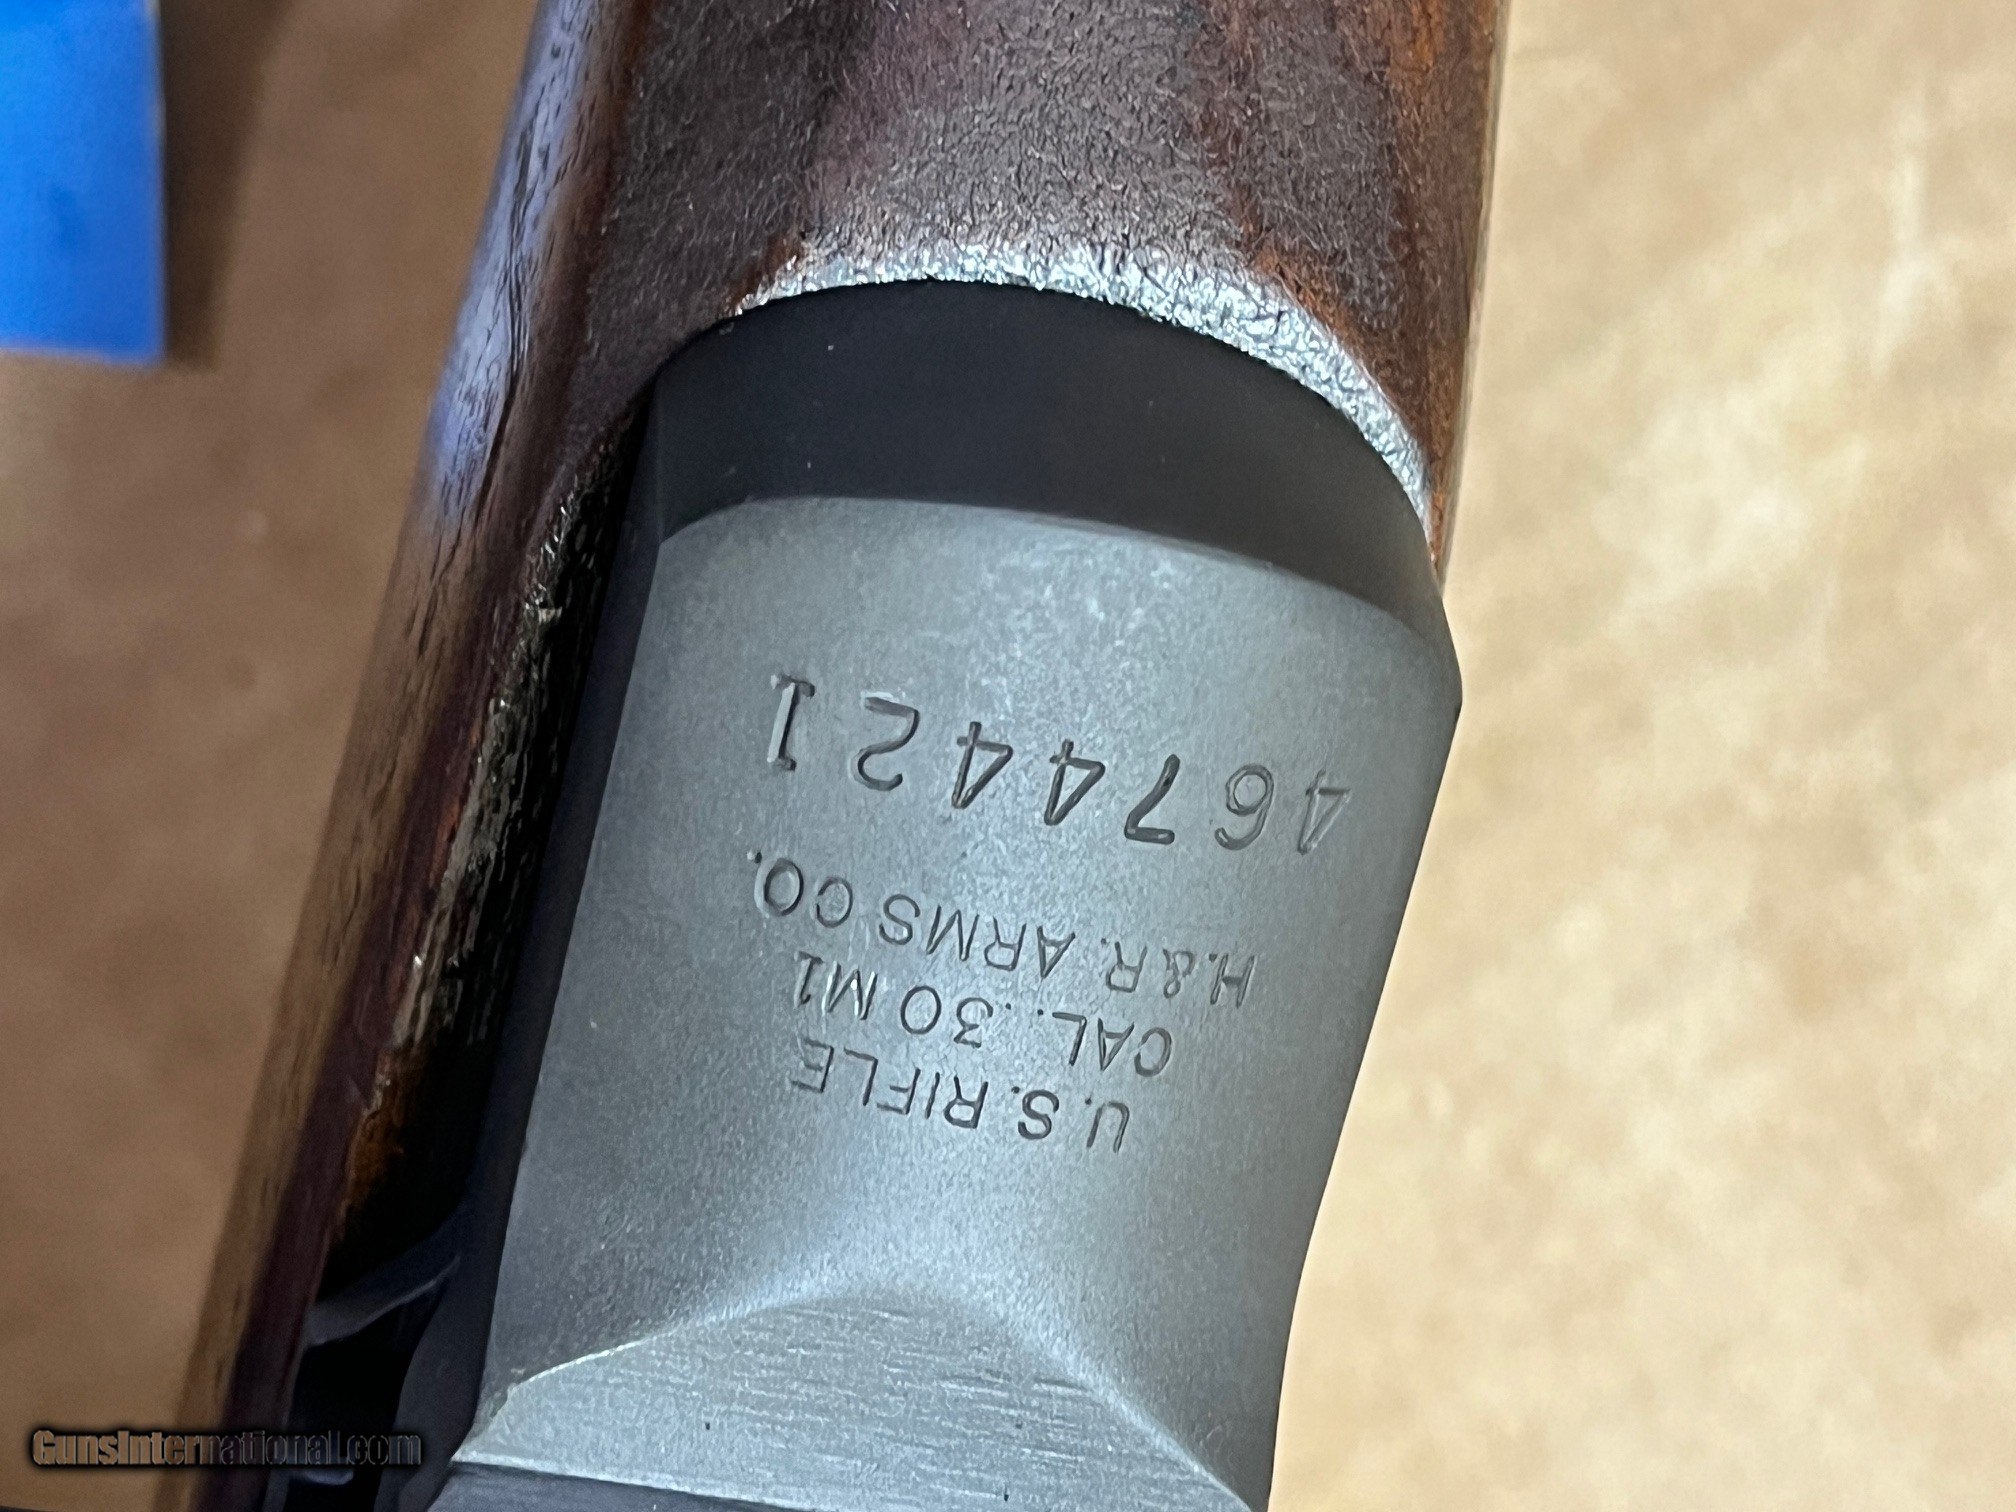 U.S. RIFLE
CAL. .30 M1
H.&R. ARMS CO.
4674421
GunsInternational.com